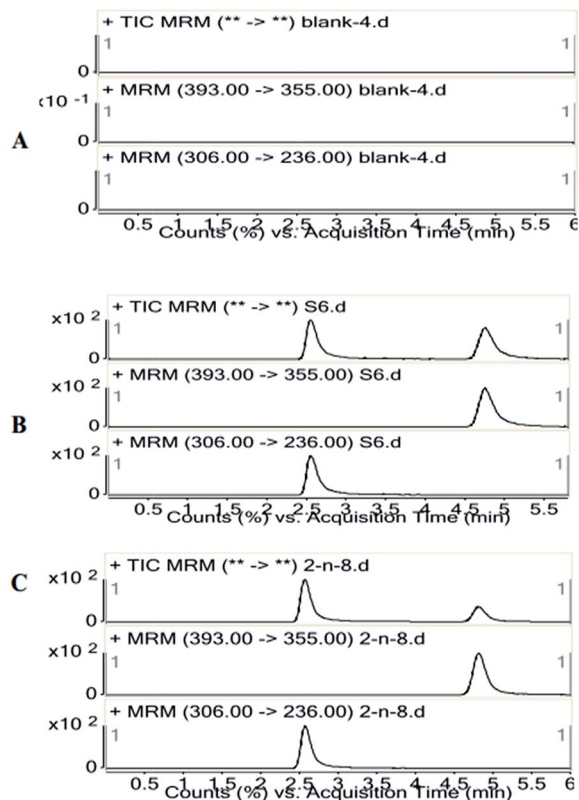 + TIC MRM (** -> **) blank-4.d
1 1
0
x10 -1
+ MRM (393.00 -> 355.00) blank-4.d
1 1
A
0
+ MRM (306.00 -> 236.00) blank-4.d
1 1
0
0.5 1 1.5 2 2.5 3 3.5 4 4.5 5 5.5 6
Counts (%) vs. Acquisition Time (min)
+ TIC MRM (** -> **) S6.d
x10 2
1 1
0
+ MRM (393.00 -> 355.00) S6.d
x10 2
1 1
B
0
+ MRM (306.00 -> 236.00) S6.d
x10 2
1 1
0
0.5 1 1.5 2 2.5 3 3.5 4 4.5 5 5.5
Counts (%) vs. Acquisition Time (min)
+ TIC MRM (** -> **) 2-n-8.d
C
x10 2
1 1
0
+ MRM (393.00 -> 355.00) 2-n-8.d
x10 2
1 1
0
+ MRM (306.00 -> 236.00) 2-n-8.d
x10 2
1 1
0
0.5 1 1.5 2 2.5 3 3.5 4 4.5 5 5.5 6
Counts (%) vs. Acquisition Time (min)